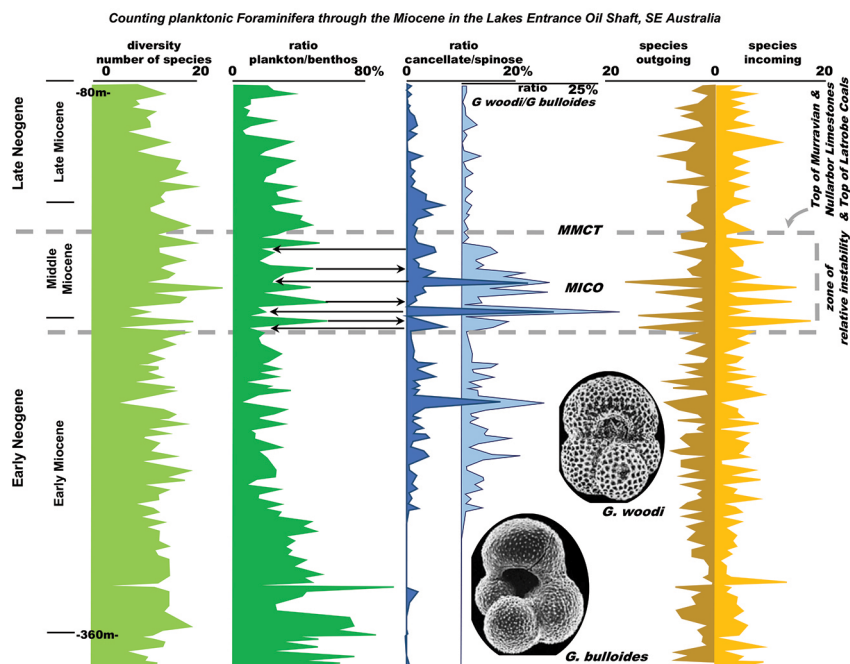 Counting planktonic Foraminifera through the Miocene in the Lakes Entrance Oil Shaft, SE Australia
diversity
number of species
0 20
ratio
plankton/benthos
0 80%
ratio
cancellate/spinose
0 20%
ratio 25%
G woodi/G bulloides
species
outgoing
20
species
incoming
0 20
-80m-
Late Neogene
Late Miocene
Middle
Miocene
Early Neogene
Early Miocene
-360m-
MMCT
MICO
Top of Murravian &
Nullarbor Limestones
& Top of Latrobe Coals
zone of
relative instability
G. woodi
G. bulloides